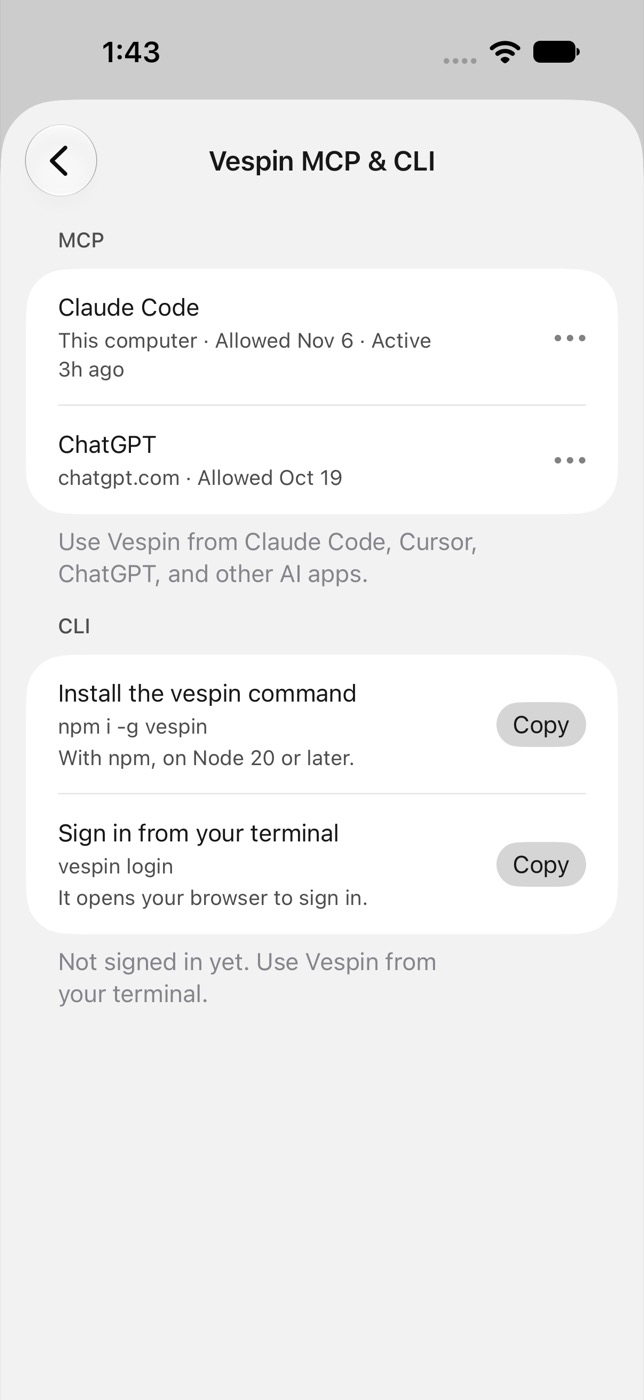 1:43
Vespin MCP & CLI
MCP
Claude Code
This computer · Allowed Nov 6 · Active
3h ago
ChatGPT
chatgpt.com · Allowed Oct 19
Use Vespin from Claude Code, Cursor,
ChatGPT, and other AI apps.
CLI
Install the vespin command
npm i -g vespin
With npm, on Node 20 or later.
Copy
Sign in from your terminal
vespin login
It opens your browser to sign in.
Copy
Not signed in yet. Use Vespin from
your terminal.